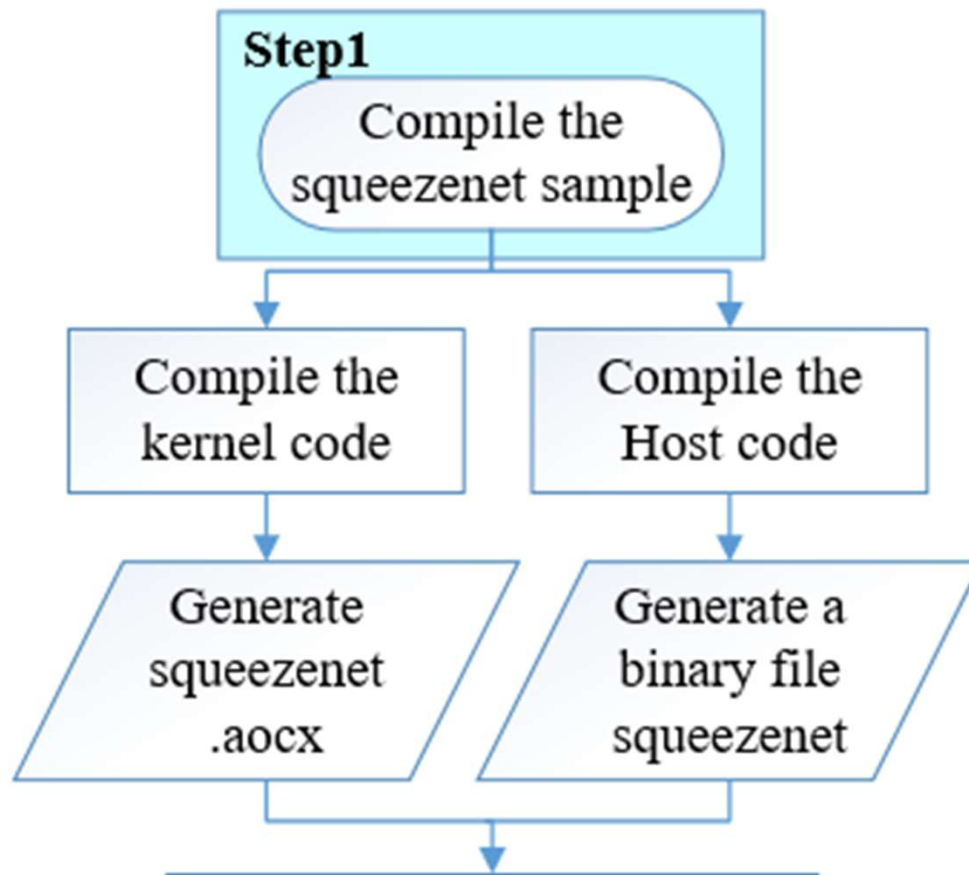 Step1
Compile the
squeezenet sample
Compile the
kernel code
Compile the
Host code
Generate
squeezenet
.aocx
Generate a
binary file
squeezenet